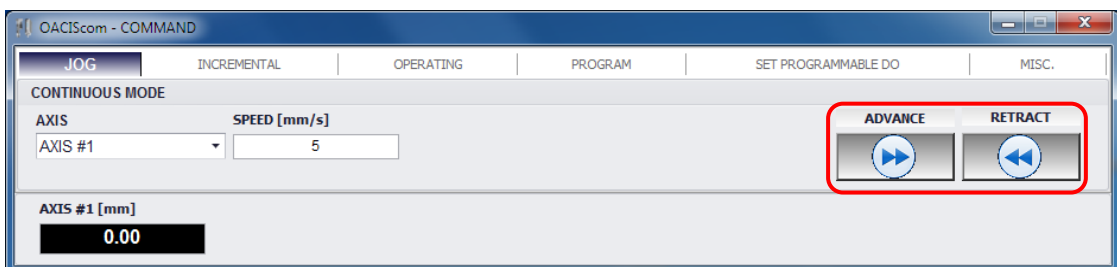 OACIScom - COMMAND
JOG INCREMENTAL OPERATING PROGRAM SET PROGRAMMABLE DO MISC.
CONTINUOUS MODE
AXIS SPEED [mm/s] ADVANCE RETRACT
AXIS #1 5
AXIS #1 [mm]
0.00